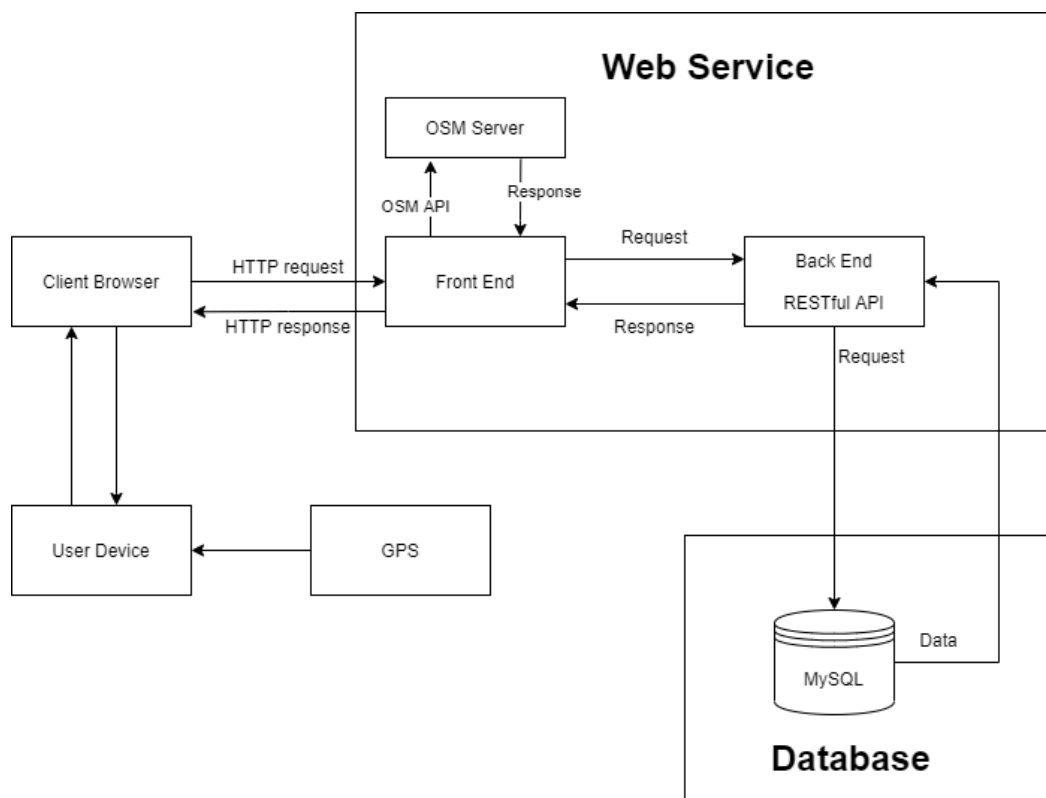 Web Service
OSM Server
OSM API
Response
Client Browser
HTTP request
HTTP response
Front End
Request
Response
Back End
RESTful API
Request
User Device
GPS
MySQL
Data
Database